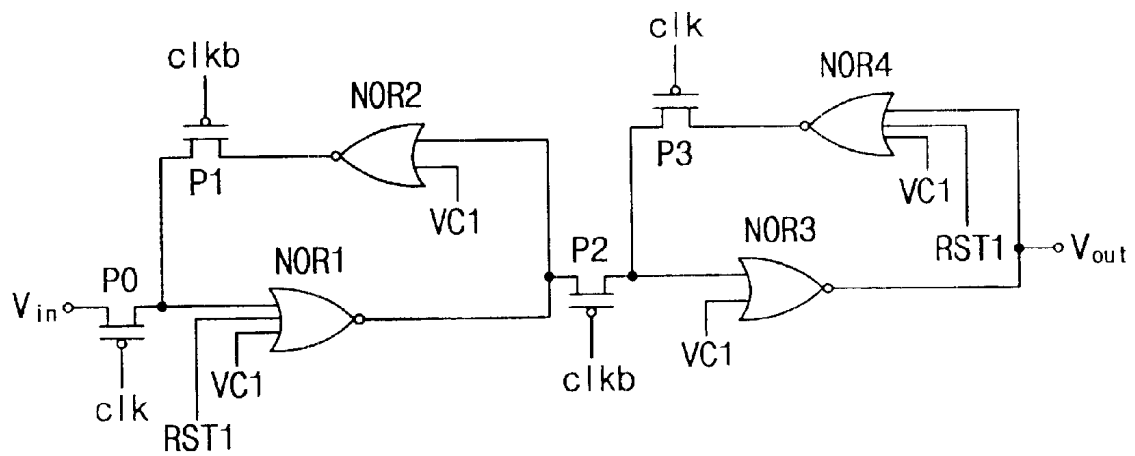 clk
clkb
NOR4
NOR2
P3
P1
VC1
VC1
NOR3
RST1
P2
Vout
NOR1
P0
Vin
VC1
VC1
clkb
clk
RST1